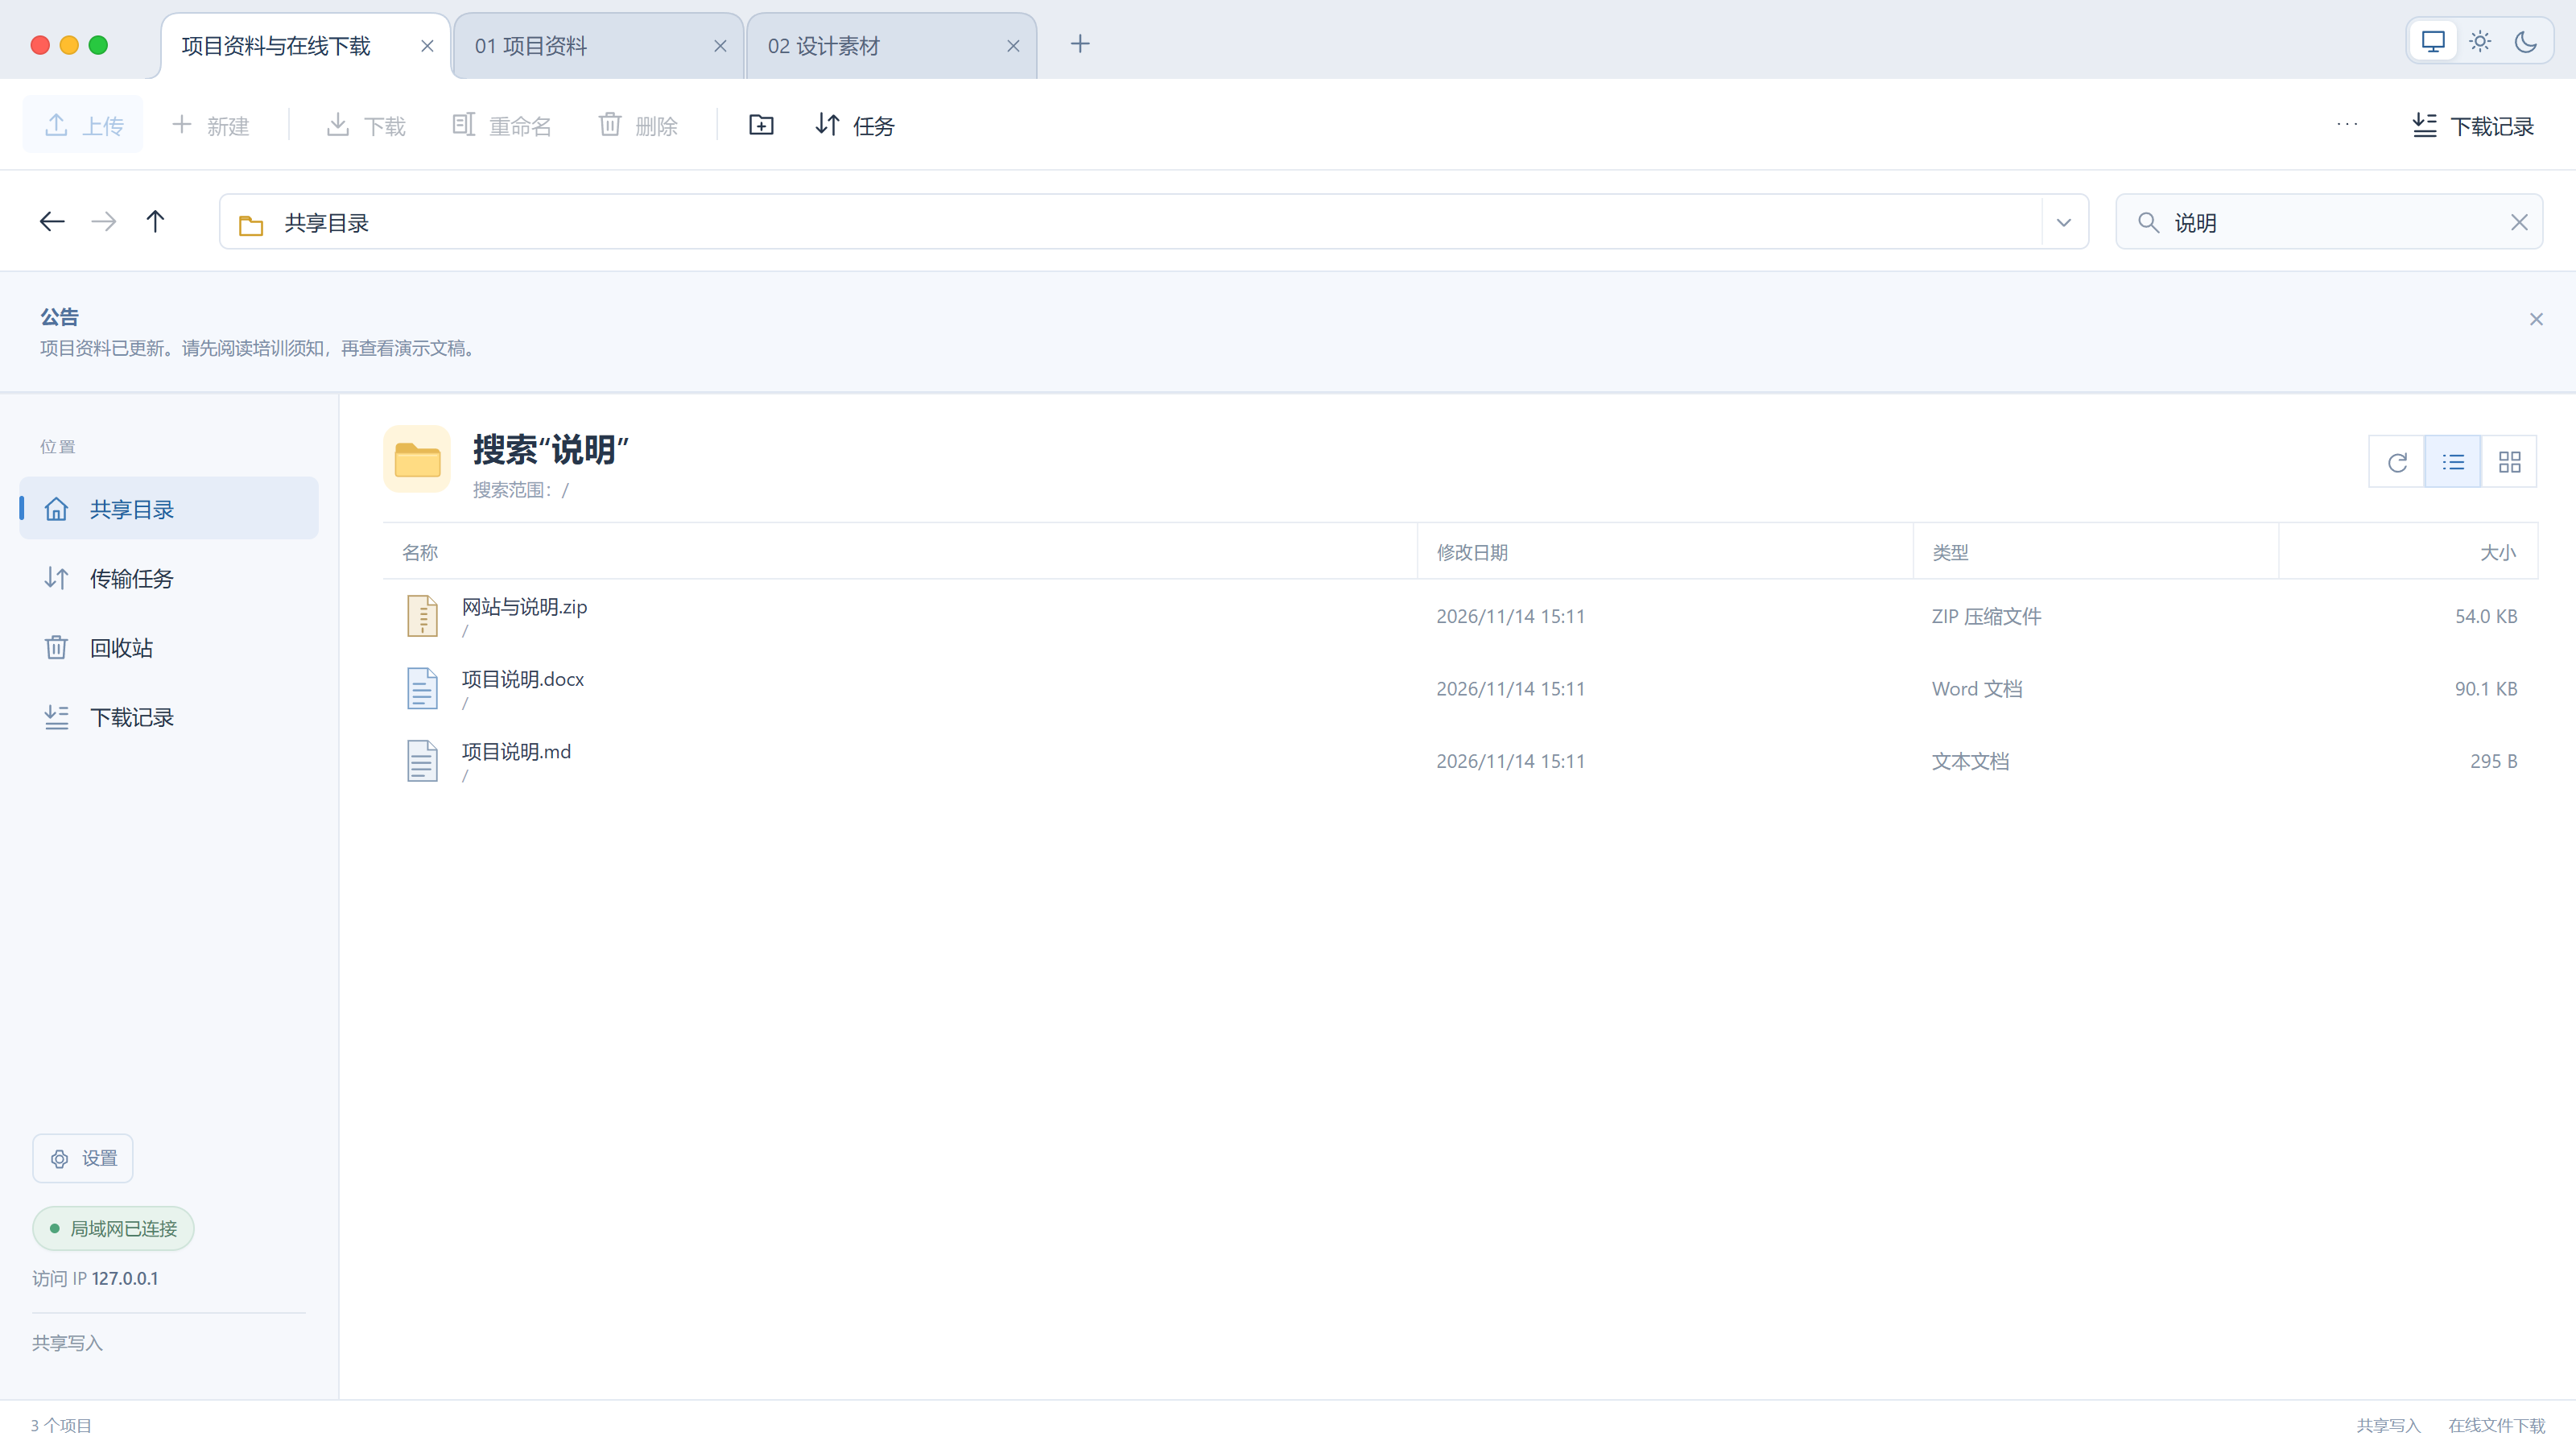 项目资料与在线下载
01 项目资料
02 设计素材
上传
新建
下载
重命名
删除
任务
···
下载记录
共享目录
说明
公告
项目资料已更新。请先阅读培训须知，再查看演示文稿。
位置
共享目录
传输任务
回收站
下载记录
设置
局域网已连接
访问 IP 127.0.0.1
共享写入
搜索“说明”
搜索范围：/
名称 修改日期 类型 大小
网站与说明.zip 2026/11/14 15:11 ZIP 压缩文件 54.0 KB
/
项目说明.docx 2026/11/14 15:11 Word 文档 90.1 KB
/
项目说明.md 2026/11/14 15:11 文本文档 295 B
/
3 个项目
共享写入 在线文件下载